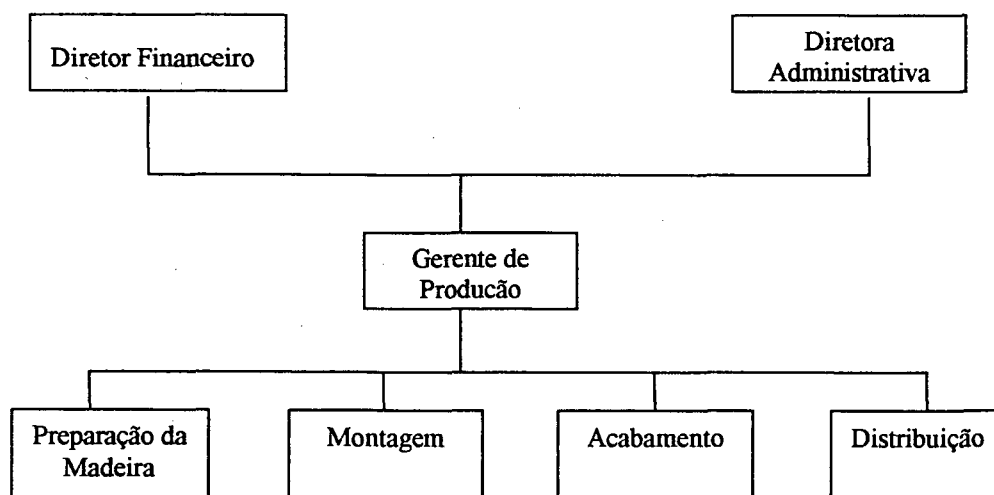 Diretor Financeiro
Diretora
Administrativa
Gerente de
Producão
Preparação da
Madeira
Montagem
Acabamento
Distribuição